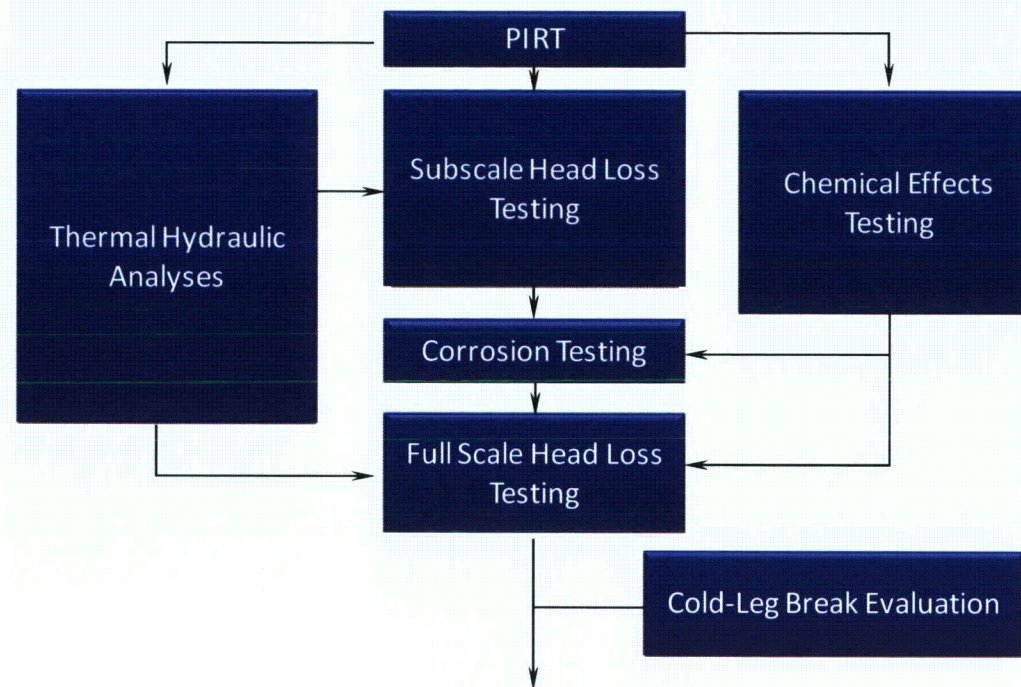 PIRT
Subscale Head Loss
Testing
Chemical Effects
Testing
Thermal Hydraulic
Analyses
Corrosion Testing
Full Scale Head Loss
Testing
Cold-Leg Break Evaluation